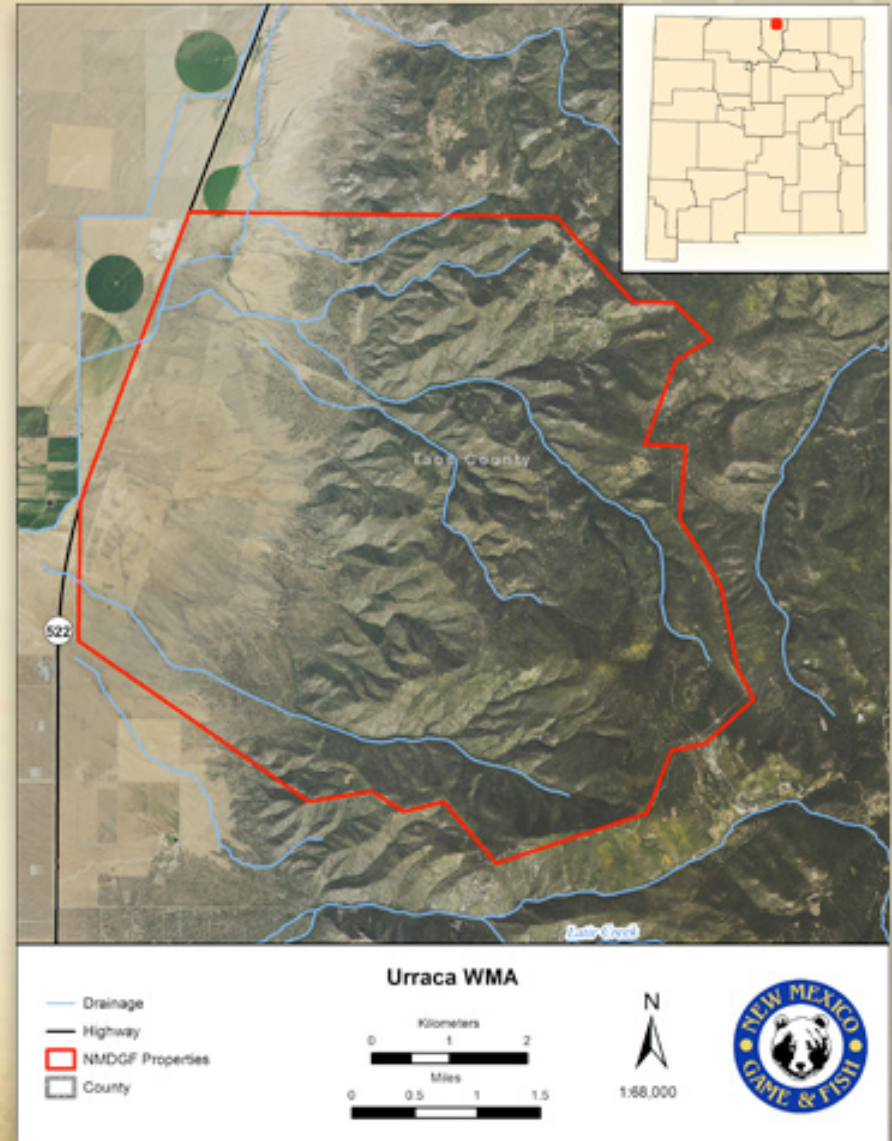 Taos County
522
Latir Creek
Urraca WMA
Drainage
Highway
NMDGF Properties
County
Kilometers
0 1 2
Miles
0 0.5 1 1.5
N
1:68,000
NEW MEXICO
GAME & FISH